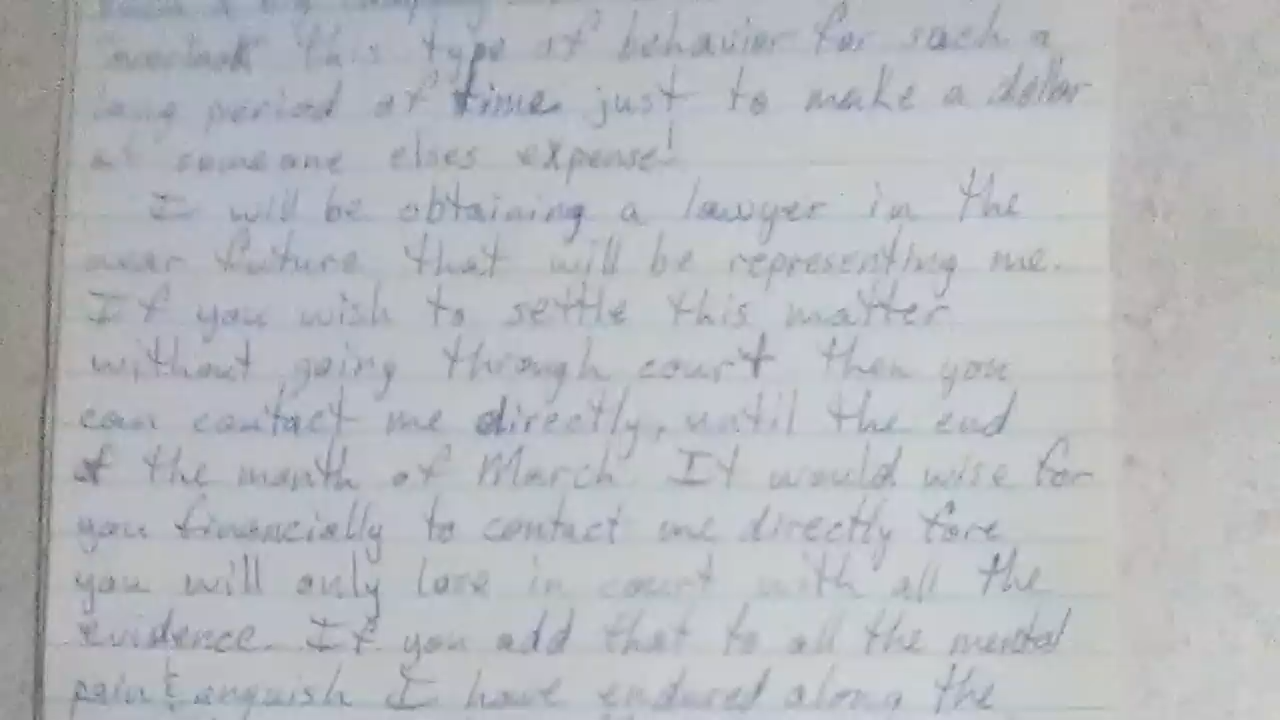 "overlook" this type of behavior for such a
long period of time just to make a dollar
at someone elses expense!
I will be obtaining a lawyer in the
near future that will be representing me.
If you wish to settle this matter
without going through court then you
can contact me directly, until the end
of the month of March. It would wise for
you financially to contact me directly fore
you will only lose in court with all the
evidence. If you add that to all the mental
pain & anguish I have endured along the